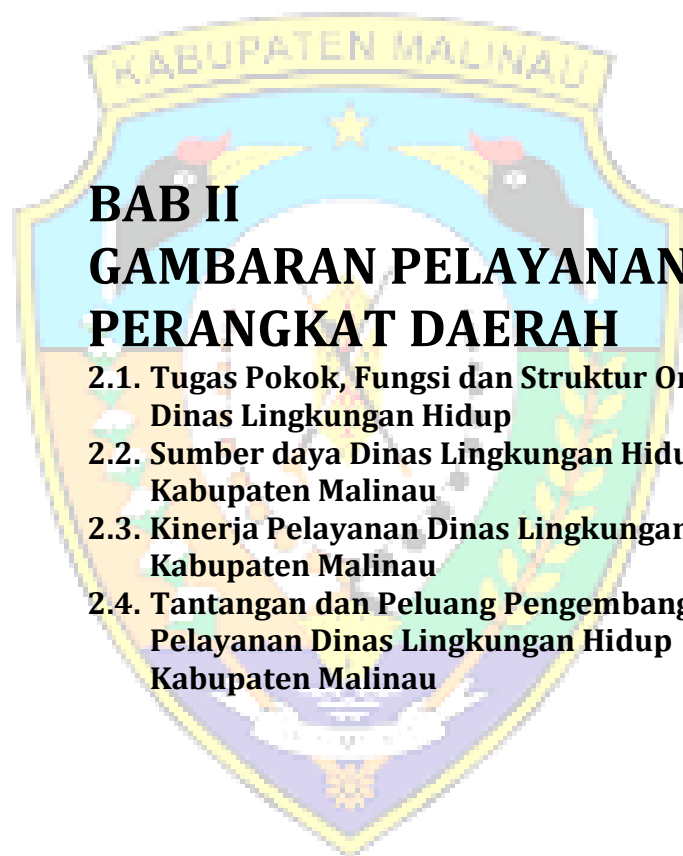 KABUPATEN MALINAU
BAB II
GAMBARAN PELAYANAN
PERANGKAT DAERAH
2.1. Tugas Pokok, Fungsi dan Struktur Or
Dinas Lingkungan Hidup
2.2. Sumber daya Dinas Lingkungan Hidu
Kabupaten Malinau
2.3. Kinerja Pelayanan Dinas Lingkungan
Kabupaten Malinau
2.4. Tantangan dan Peluang Pengembang
Pelayanan Dinas Lingkungan Hidup
Kabupaten Malinau